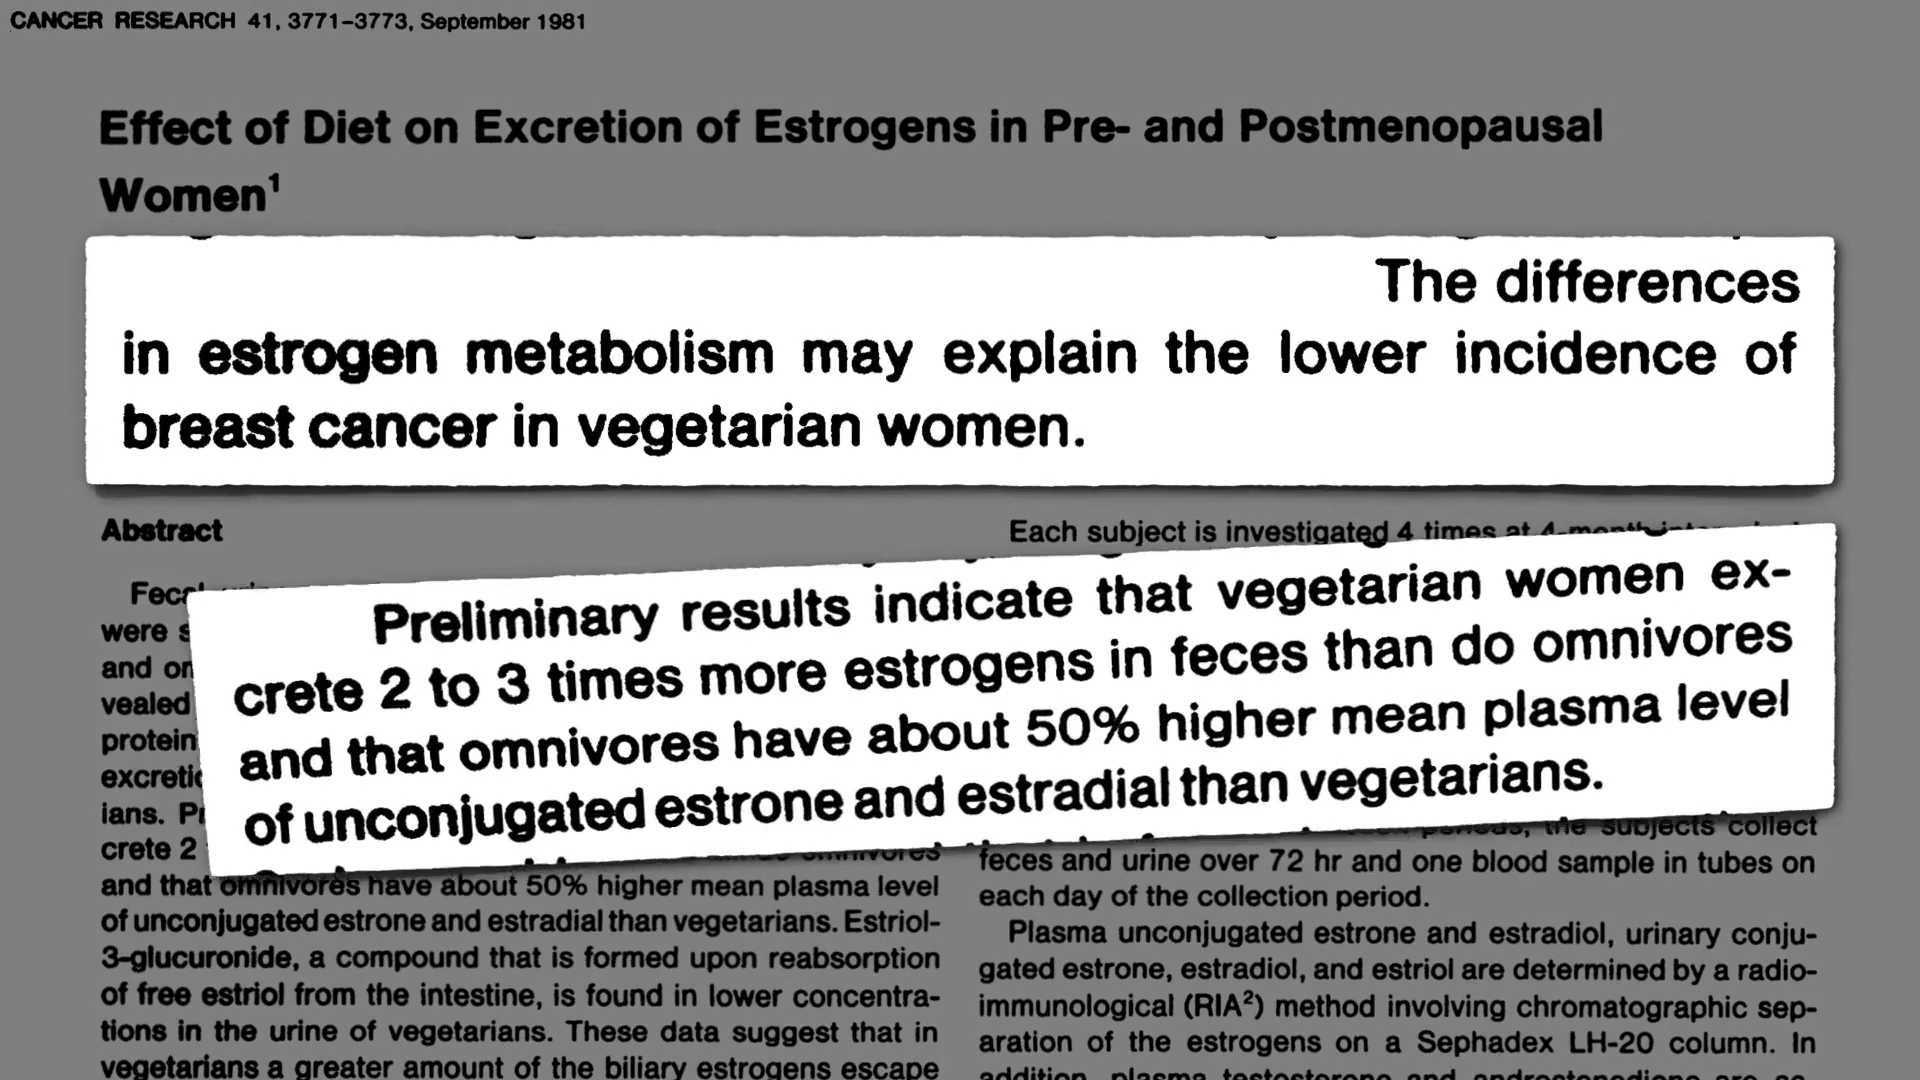 CANCER RESEARCH 41, 3771–3773, September 1981
Effect of Diet on Excretion of Estrogens in Pre- and Postmenopausal
Women¹
The differences
in estrogen metabolism may explain the lower incidence of
breast cancer in vegetarian women.
Abstract
were
and
vealed
protein
ians.
crete 2
and that omnivores have about 50% higher mean plasma level
of unconjugated estrone and estradial than vegetarians. Estriol-
3-glucuronide, a compound that is formed upon reabsorption
of free estriol from the intestine, is found in lower concentra-
tions in the urine of vegetarians. These data suggest that in
vegetarians a greater amount of the biliary estrogens escape
Preliminary results indicate that vegetarian women ex-
crete 2 to 3 times more estrogens in feces than do omnivores
and that omnivores have about 50% higher mean plasma level
of unconjugated estrone and estradial than vegetarians.
Each subject is investigated 4 times at 4-month
the subjects collect
feces and urine over 72 hr and one blood sample in tubes on
each day of the collection period.
Plasma unconjugated estrone and estradiol, urinary conju-
gated estrone, estradiol, and estriol are determined by a radio-
immunological (RIA²) method involving chromatographic sep-
aration of the estrogens on a Sephadex LH-20 column. In
addition, plasma testosterone and androstenedione are